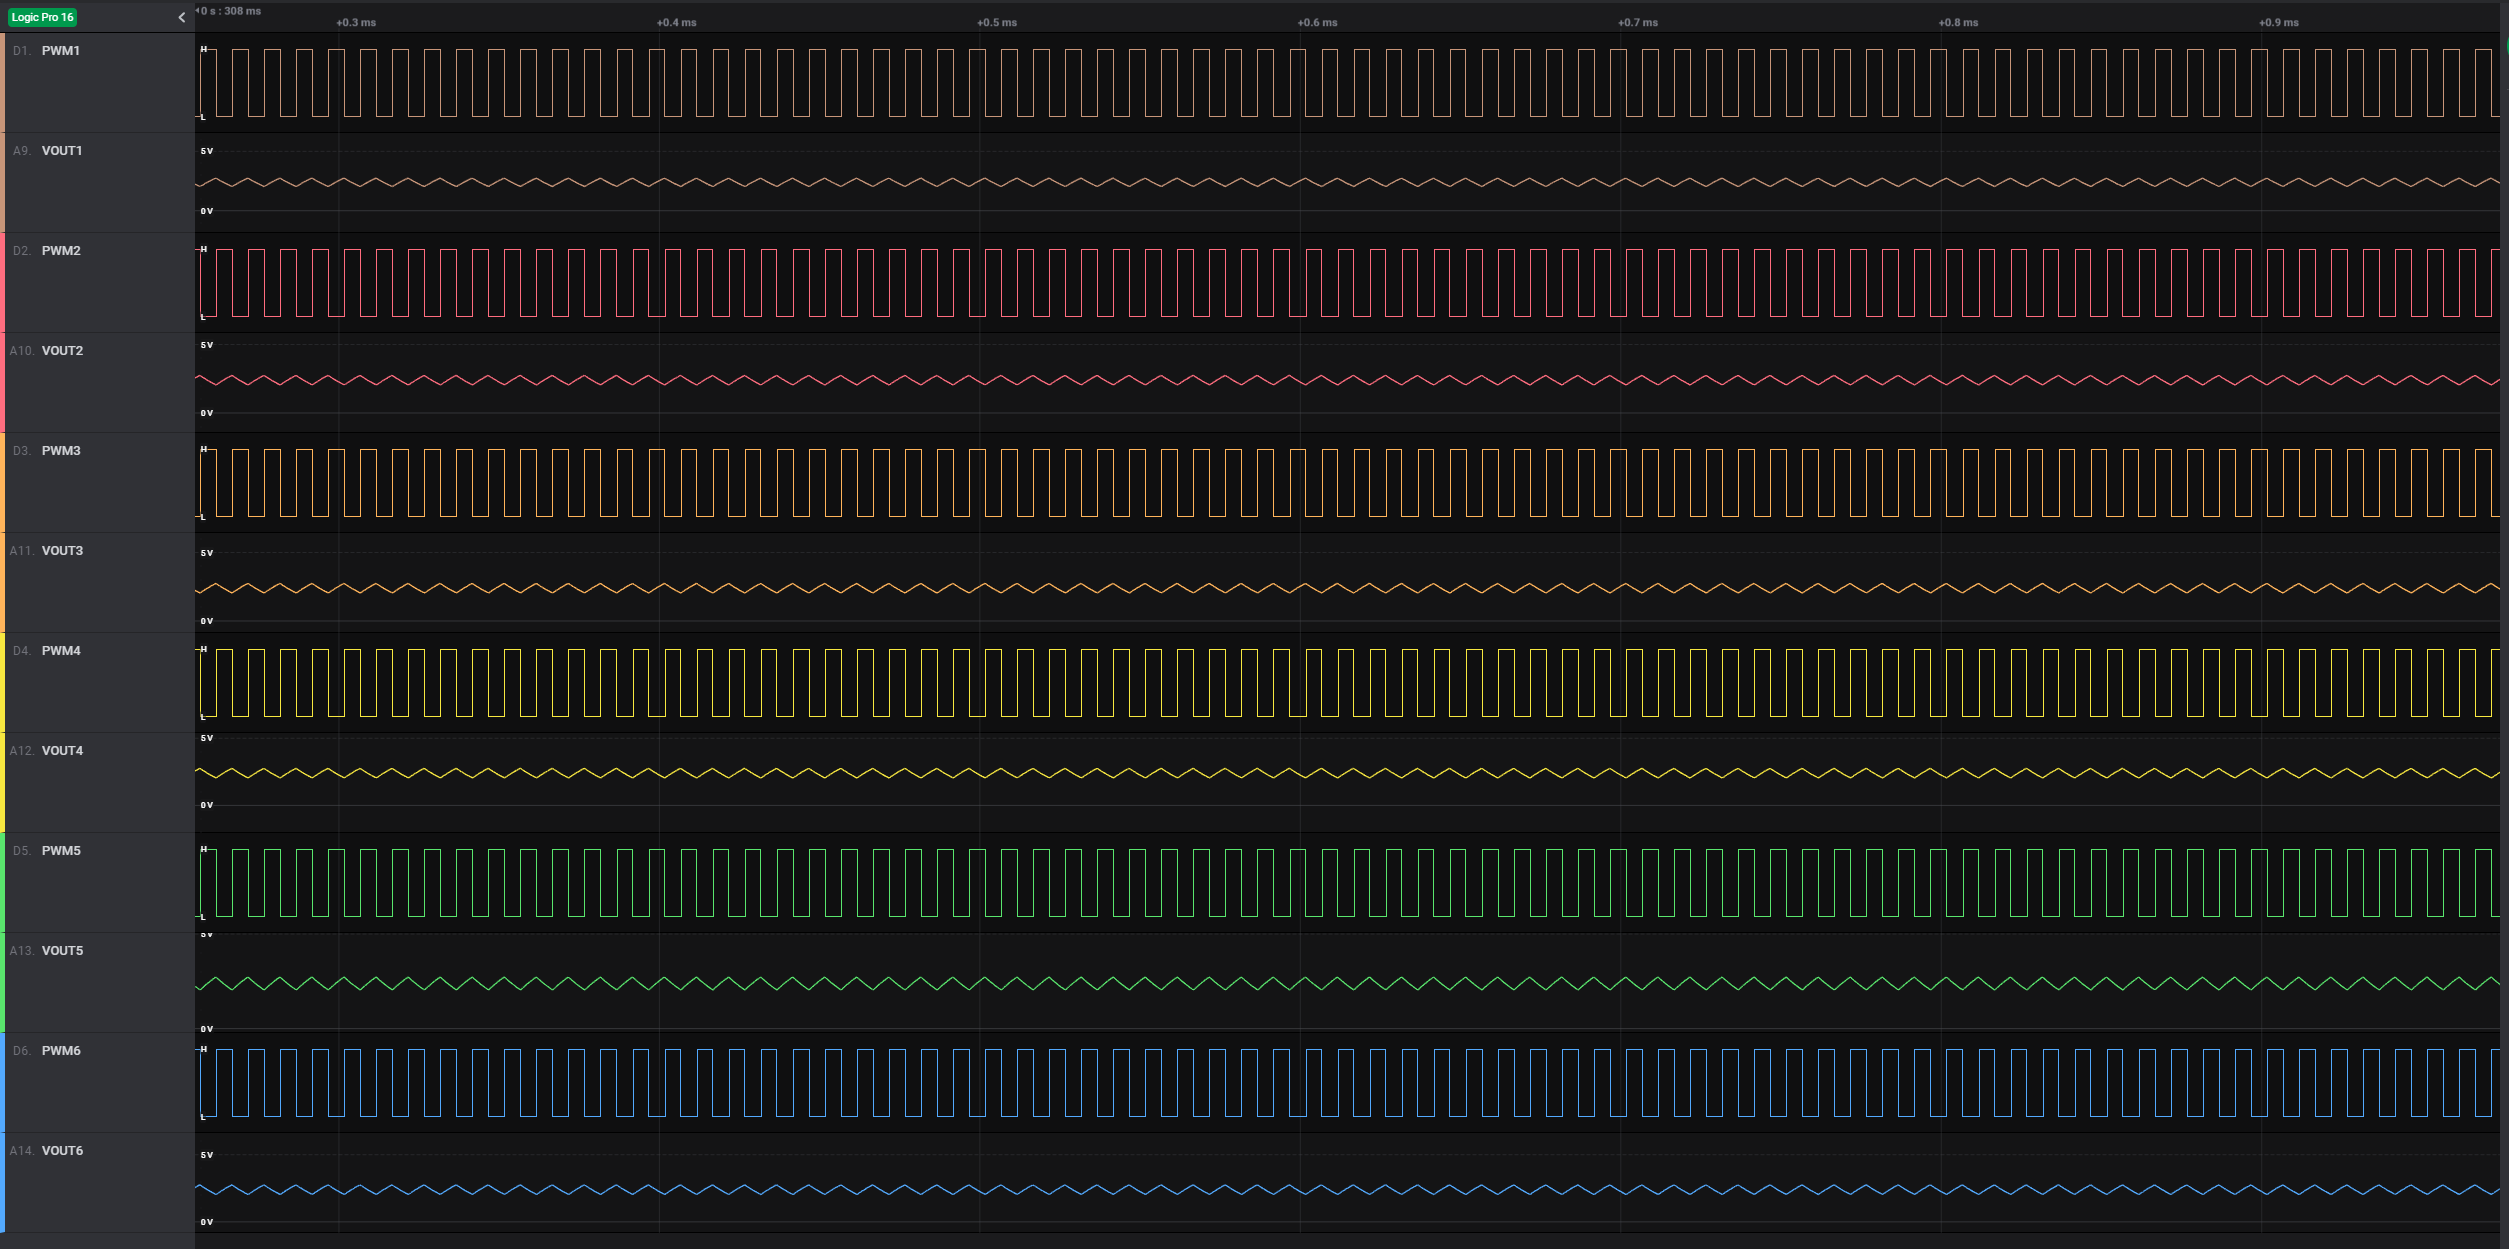 Logic Pro 16
0 s : 308 ms
+0.3 ms +0.4 ms +0.5 ms +0.6 ms +0.7 ms +0.8 ms +0.9 ms
D1. PWM1
H
L
A9. VOUT1
5V
0V
D2. PWM2
H
L
A10. VOUT2
5V
0V
D3. PWM3
H
L
A11. VOUT3
5V
0V
D4. PWM4
H
L
A12. VOUT4
5V
0V
D5. PWM5
H
L
A13. VOUT5
5V
0V
D6. PWM6
H
L
A14. VOUT6
5V
0V